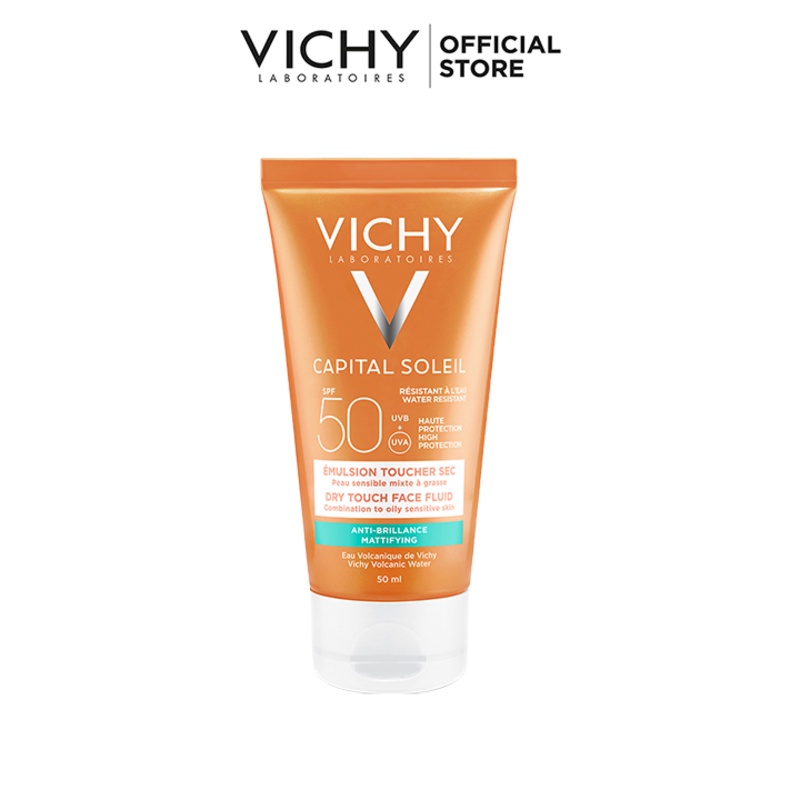 VICHY
LABORATOIRES
OFFICIAL
STORE
VICHY
LABORATOIRES
CAPITAL SOLEIL
SPF
50
UVB
+
UVA
RÉSISTANT À L'EAU
WATER RESISTANT
HAUTE
PROTECTION
HIGH
PROTECTION
ÉMULSION TOUCHER SEC
Peau sensible mixte à grasse
DRY TOUCH FACE FLUID
Combination to oily sensitive skin
ANTI-BRILLANCE
MATTIFYING
Eau Volcanique de Vichy
Vichy Volcanic Water
50 ml